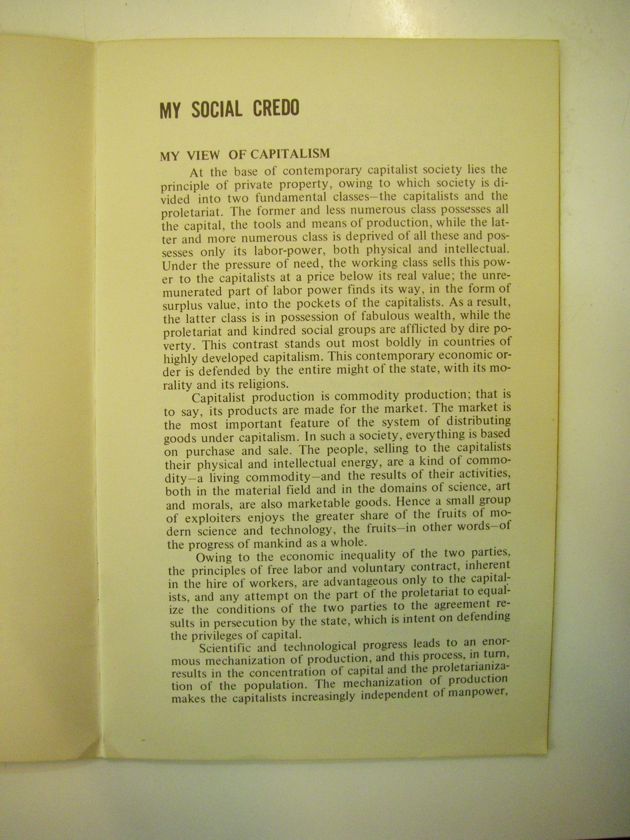 MY SOCIAL CREDO
MY VIEW OF CAPITALISM
At the base of contemporary capitalist society lies the
principle of private property, owing to which society is di-
vided into two fundamental classes—the capitalists and the
proletariat. The former and less numerous class possesses all
the capital, the tools and means of production, while the lat-
ter and more numerous class is deprived of all these and pos-
sesses only its labor-power, both physical and intellectual.
Under the pressure of need, the working class sells this pow-
er to the capitalists at a price below its real value; the unre-
munerated part of labor power finds its way, in the form of
surplus value, into the pockets of the capitalists. As a result,
the latter class is in possession of fabulous wealth, while the
proletariat and kindred social groups are afflicted by dire po-
verty. This contrast stands out most boldly in countries of
highly developed capitalism. This contemporary economic or-
der is defended by the entire might of the state, with its mo-
rality and its religions.
Capitalist production is commodity production; that is
to say, its products are made for the market. The market is
the most important feature of the system of distributing
goods under capitalism. In such a society, everything is based
on purchase and sale. The people, selling to the capitalists
their physical and intellectual energy, are a kind of commo-
dity—a living commodity—and the results of their activities,
both in the material field and in the domains of science, art
and morals, are also marketable goods. Hence a small group
of exploiters enjoys the greater share of the fruits of mo-
dern science and technology, the fruits—in other words—of
the progress of mankind as a whole.
Owing to the economic inequality of the two parties,
the principles of free labor and voluntary contract, inherent
in the hire of workers, are advantageous only to the capital-
ists, and any attempt on the part of the proletariat to equal-
ize the conditions of the two parties to the agreement re-
sults in persecution by the state, which is intent on defending
the privileges of capital.
Scientific and technological progress leads to an enor-
mous mechanization of production, and this process, in turn,
results in the concentration of capital and the proletarianiza-
tion of the population. The mechanization of production
makes the capitalists increasingly independent of manpower,